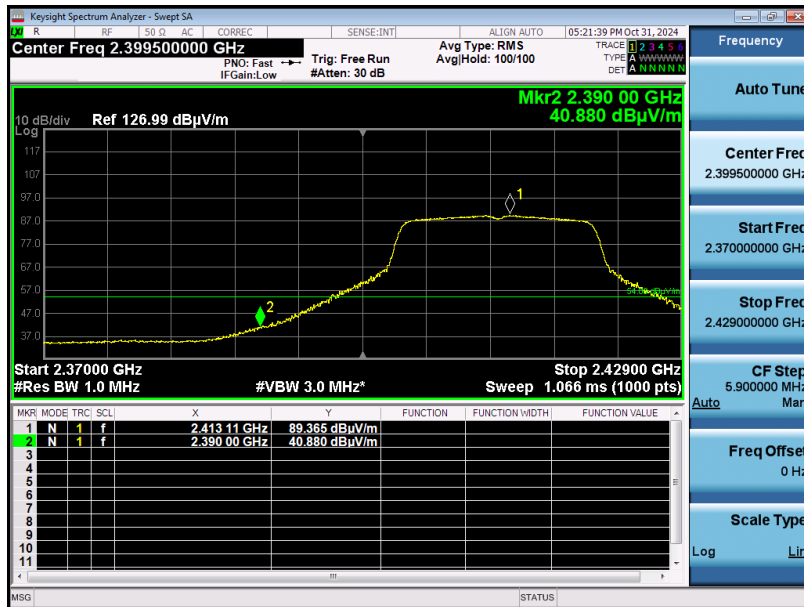 Keysight Spectrum Analyzer - Swept SA
LXI R RF 50 Ω AC CORREC SENSE:INT ALIGN AUTO 05:21:39 PM Oct 31, 2024
Center Freq 2.399500000 GHz
PNO: Fast
IFGain:Low
Trig: Free Run
#Atten: 30 dB
Avg Type: RMS
Avg|Hold: 100/100
TRACE 1 2 3 4 5 6
TYPE A WWWWW
DET A N N N N N
Mkr2 2.390 00 GHz
40.880 dBµV/m
10 dB/div Ref 126.99 dBµV/m
Log
117
107
97.0
87.0
77.0
67.0
57.0
47.0
37.0
1
2
Start 2.37000 GHz Stop 2.42900 GHz
#Res BW 1.0 MHz #VBW 3.0 MHz* Sweep 1.066 ms (1000 pts)
MKR MODE TRC SCL X Y FUNCTION FUNCTION WIDTH FUNCTION VALUE
1 N 1 f 2.413 11 GHz 89.365 dBµV/m
2 N 1 f 2.390 00 GHz 40.880 dBµV/m
3
4
5
6
7
8
9
10
11
MSG STATUS
Frequency
Auto Tune
Center Freq
2.399500000 GHz
Start Freq
2.370000000 GHz
Stop Freq
2.429000000 GHz
CF Step
5.900000 MHz
Auto Man
Freq Offset
0 Hz
Scale Type
Log Lin